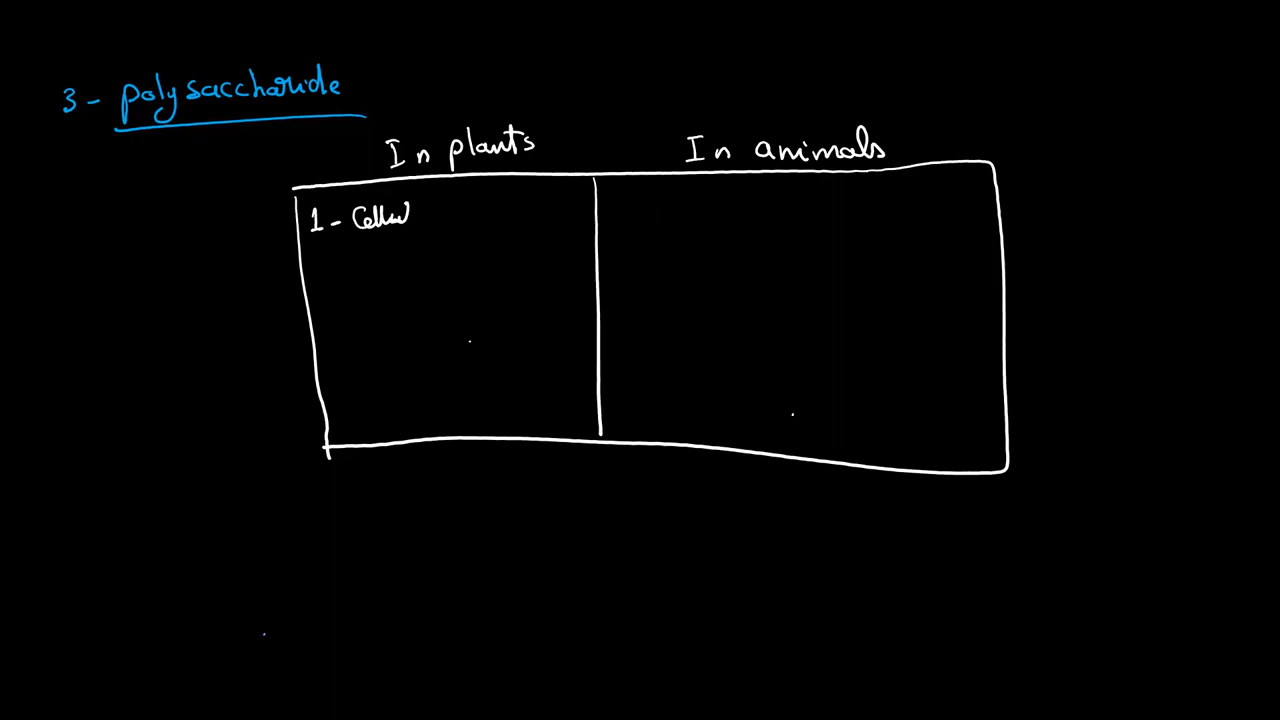 3 - polysaccharide
In plants In animals
1 - Cellu